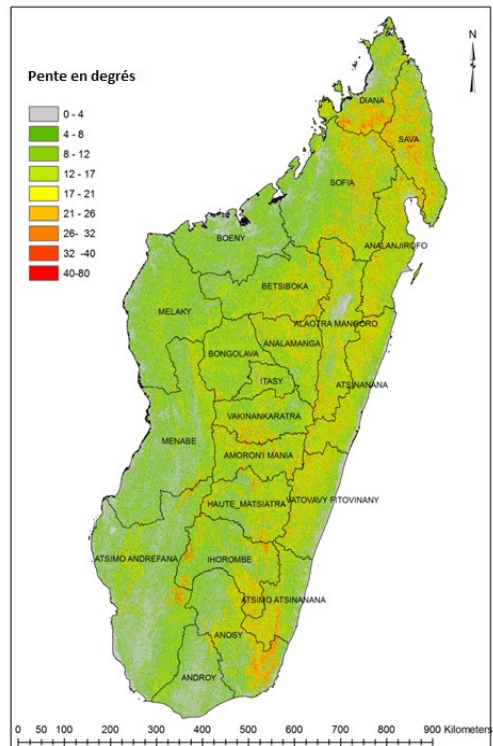 N
Pente en degrés
0 - 4
4 - 8
8 - 12
12 - 17
17 - 21
21 - 26
26- 32
32 -40
40-80
DIANA
SAVA
SOFIA
BOENY
ANALANJIROFO
BETSIBOKA
MELAKY
ALAOTRA MANGORO
BONGOLAVA
ANALAMANGA
ITASY
ATSINANANA
VAKINANKARATRA
MENABE
AMORON'I MANIA
HAUTE_MATSIATRA
VATOVAVY FITOVINANY
ATSIMO ANDREFANA
IHOROMBE
ATSIMO ATSINANANA
ANOSY
ANDROY
0 50 100 200 300 400 500 600 700 800 900 Kilometers